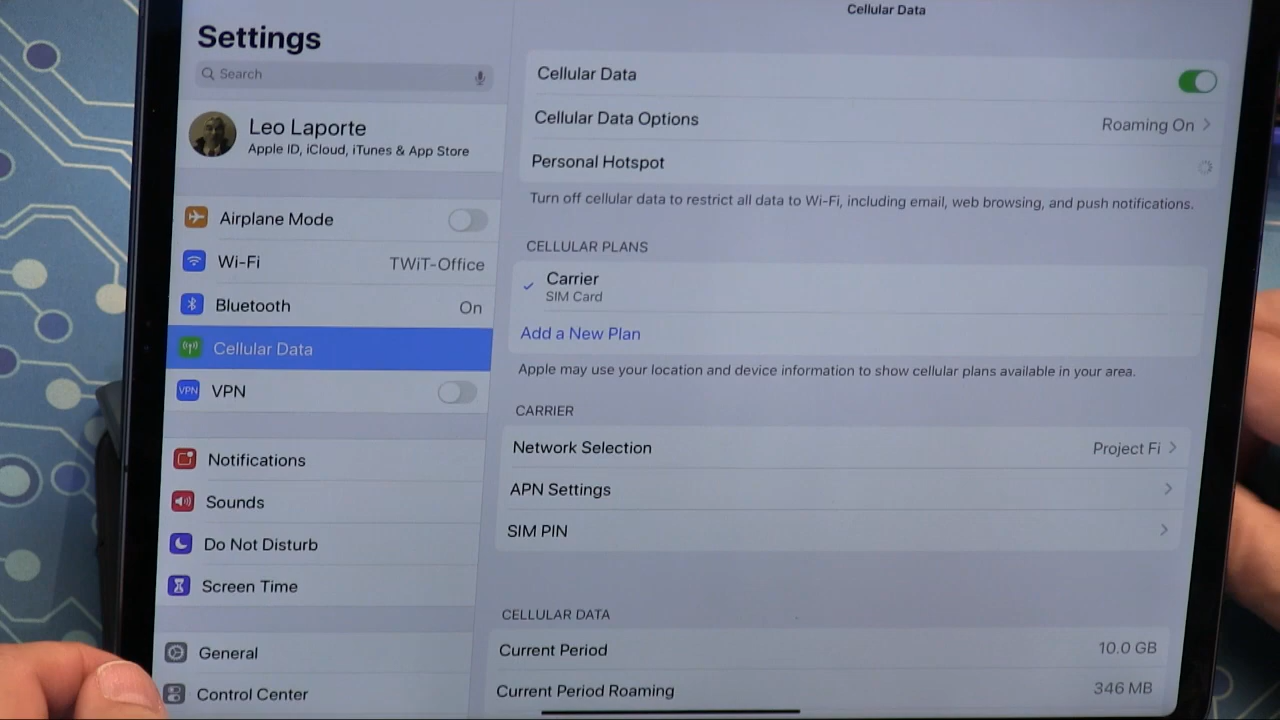 Settings
Search
Leo Laporte
Apple ID, iCloud, iTunes & App Store
Airplane Mode
Wi-Fi TWiT-Office
Bluetooth On
Cellular Data
VPN VPN
Notifications
Sounds
Do Not Disturb
Screen Time
General
Control Center
Cellular Data
Cellular Data
Cellular Data Options Roaming On
Personal Hotspot
Turn off cellular data to restrict all data to Wi-Fi, including email, web browsing, and push notifications.
CELLULAR PLANS
Carrier
SIM Card
Add a New Plan
Apple may use your location and device information to show cellular plans available in your area.
CARRIER
Network Selection Project Fi
APN Settings
SIM PIN
CELLULAR DATA
Current Period 10.0 GB
Current Period Roaming 346 MB